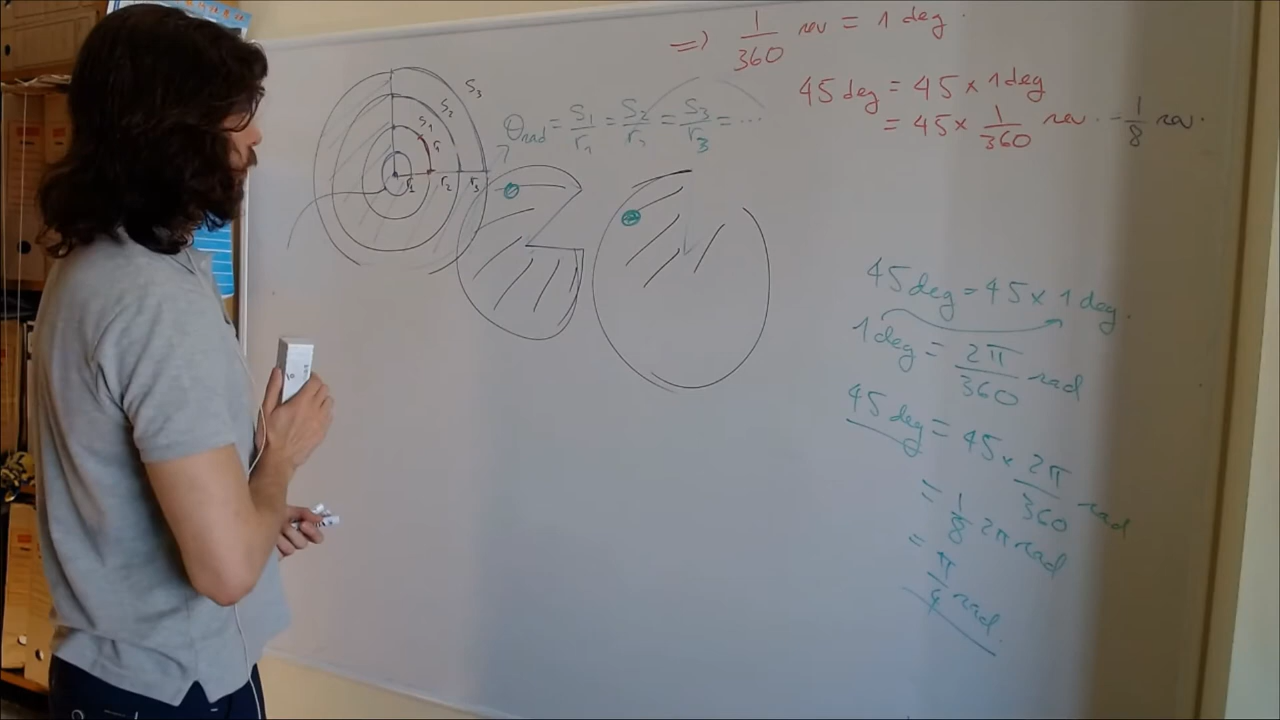 ⇒ 1/360 rev = 1 deg.
45 deg = 45 × 1 deg
= 45 × 1/360 rev = 1/8 rev.
S3
S2
S1
r1
r1 r2 r3
θrad = S1/r1 = S2/r2 = S3/r3 = ...
45 deg = 45 × 1 deg.
1 deg = 2π/360 rad
45 deg = 45 × 2π/360 rad
= 1/8 2π rad
= π/4 rad.